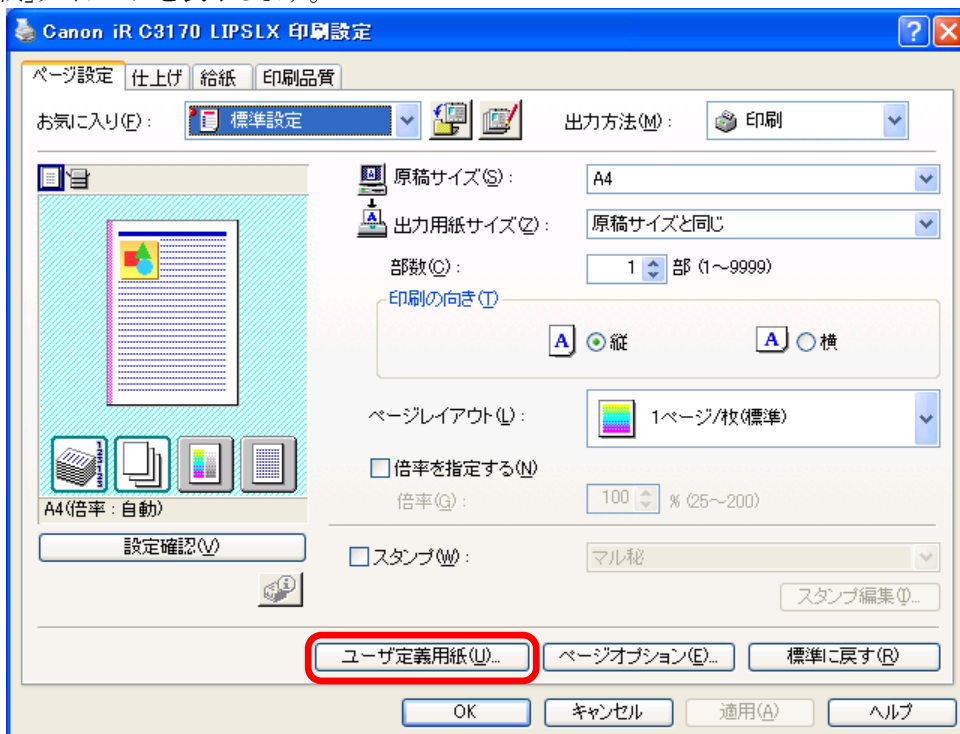 Canon iR C3170 LIPSLX 印刷設定
ページ設定 仕上げ 給紙 印刷品質
お気に入り(F): 標準設定 出力方法(M): 印刷
原稿サイズ(S): A4
出力用紙サイズ(Z): 原稿サイズと同じ
部数(C): 1 部 (1～9999)
印刷の向き(T)
A 縦 A 横
ページレイアウト(L): 1ページ/枚(標準)
倍率を指定する(N)
A4(倍率:自動) 倍率(G): 100 % (25～200)
設定確認(V) スタンプ(W): マル秘
スタンプ編集(I)...
ユーザ定義用紙(U)... ページオプション(E)... 標準に戻す(R)
OK キャンセル 適用(A) ヘルプ